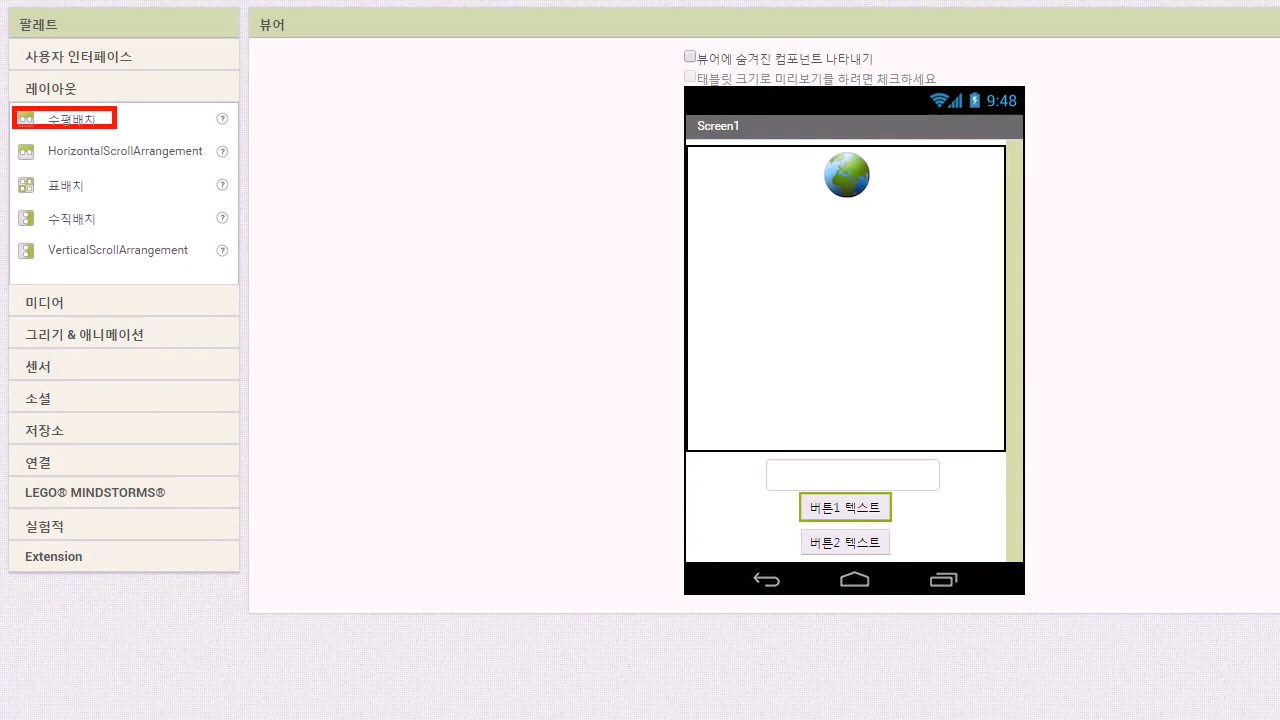 팔레트
사용자 인터페이스
레이아웃
수평배치
HorizontalScrollArrangement
표배치
수직배치
VerticalScrollArrangement
미디어
그리기 & 애니메이션
센서
소셜
저장소
연결
LEGO® MINDSTORMS®
실험적
Extension
뷰어
뷰어에 숨겨진 컴포넌트 나타내기
태블릿 크기로 미리보기를 하려면 체크하세요
9:48
Screen1
버튼1 텍스트
버튼2 텍스트